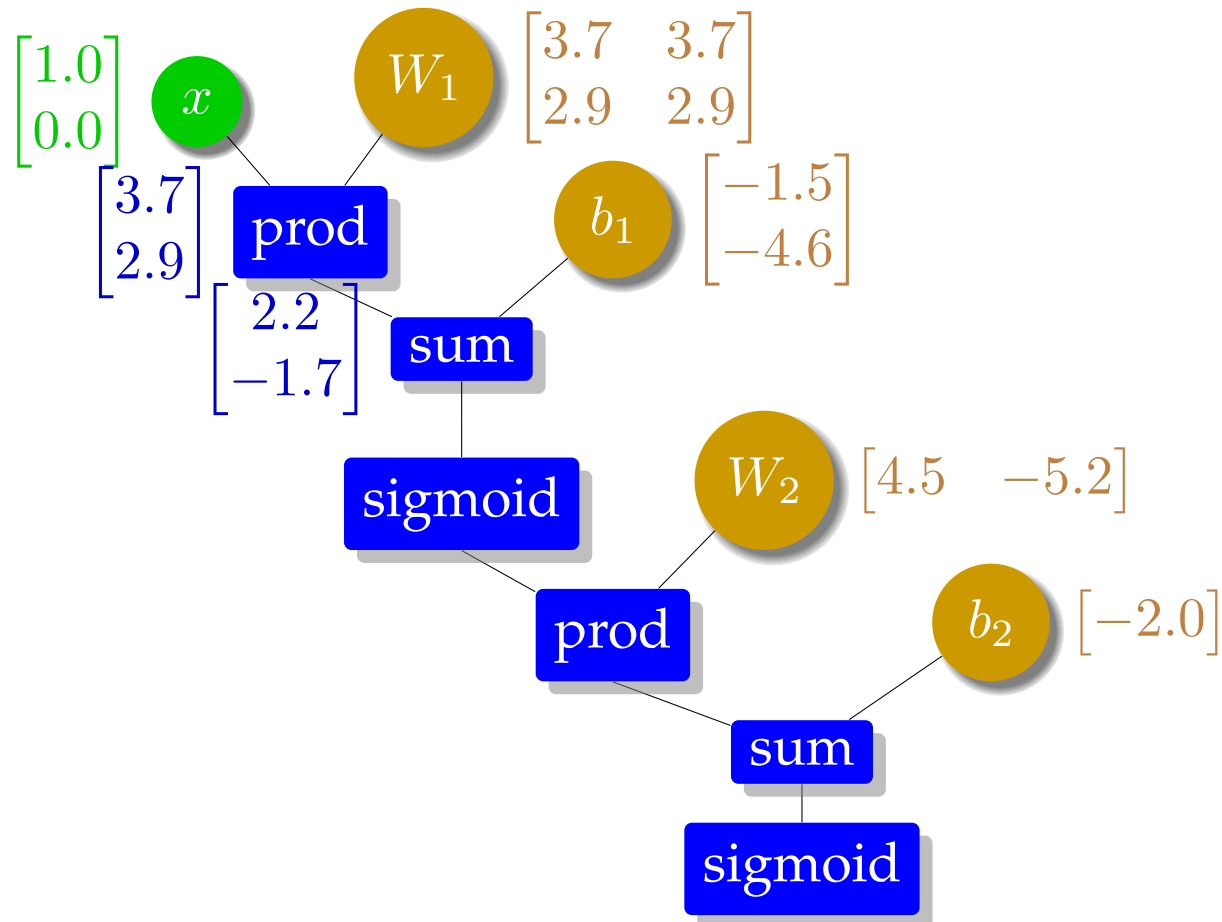 [1.0
0.0] x W₁ [3.7 3.7
2.9 2.9]
[3.7
2.9] prod b₁ [−1.5
−4.6]
[2.2
−1.7] sum
sigmoid W₂ [4.5 −5.2]
prod b₂ [−2.0]
sum
sigmoid